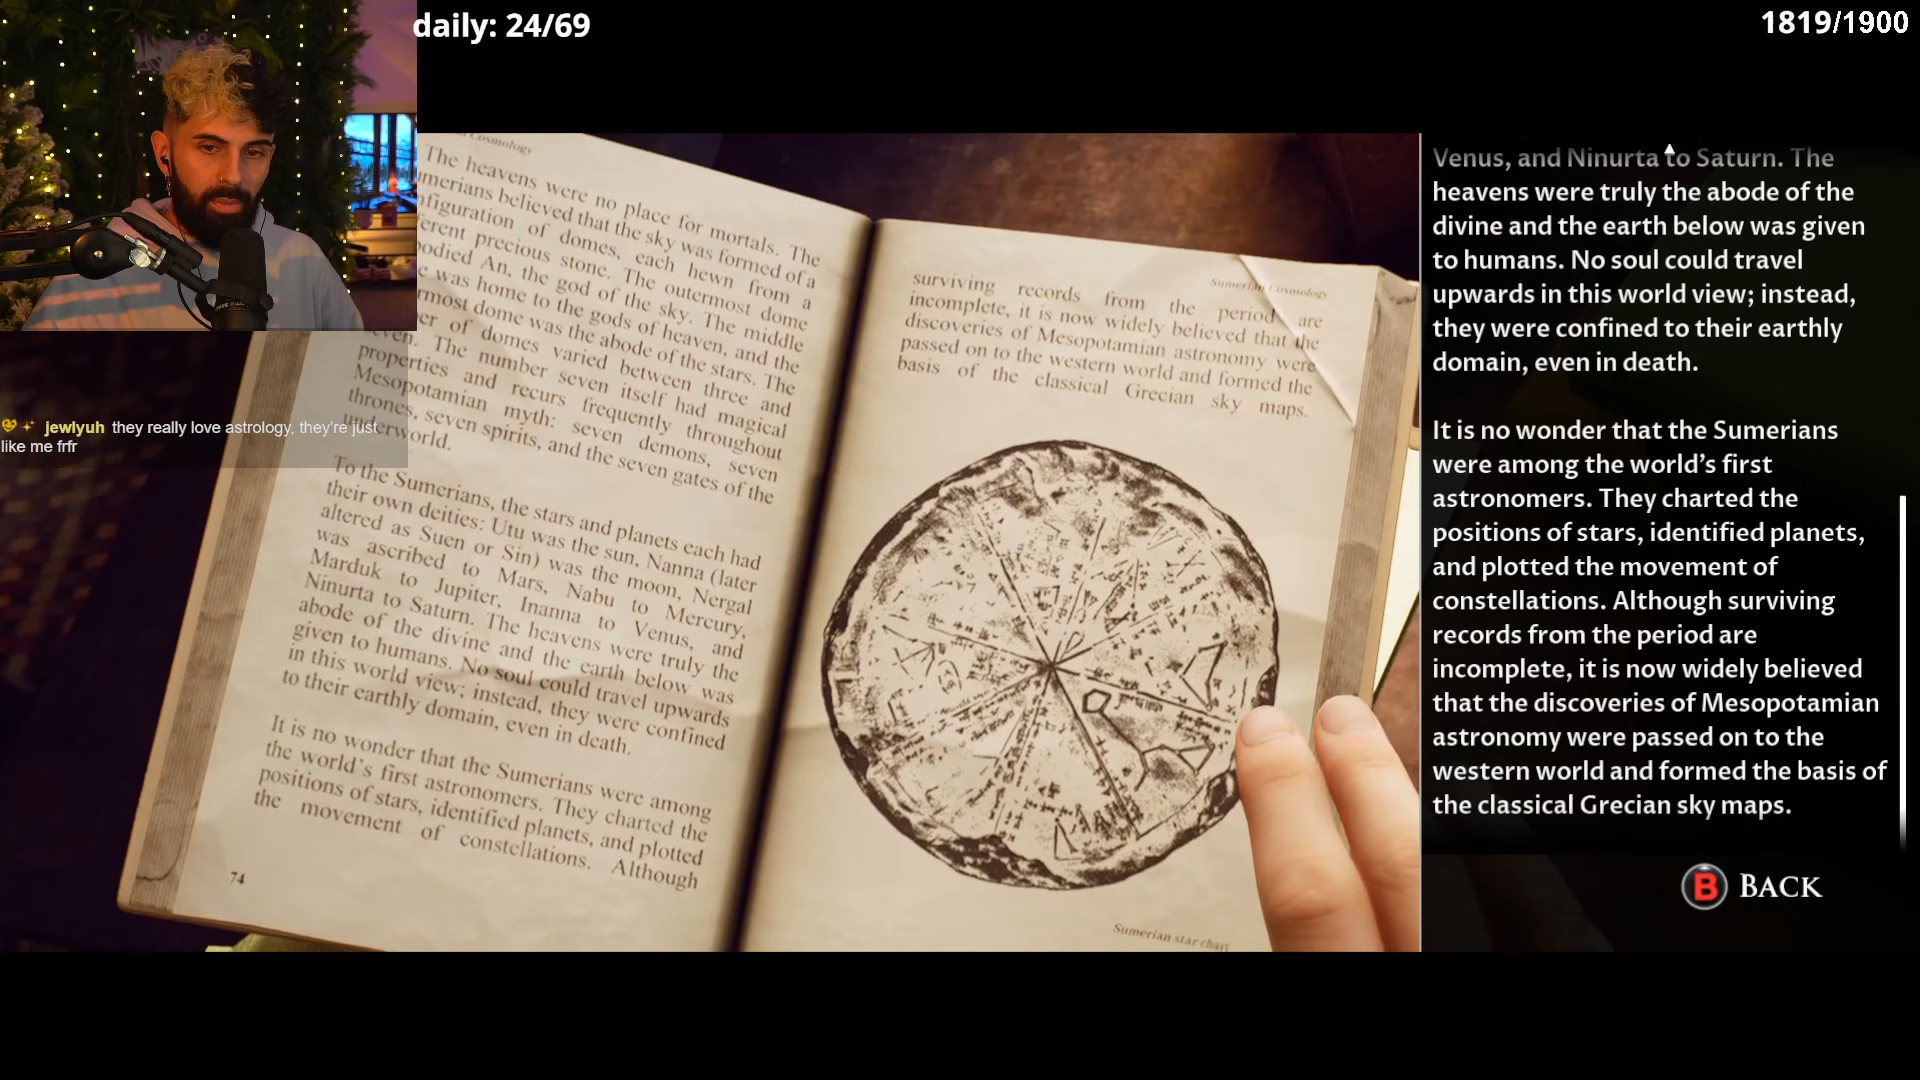 daily: 24/69
1819/1900
Cosmology
The heavens were no place for mortals. The
umerians believed that the sky was formed of a
nfiguration of domes, each hewn from a
ferent precious stone. The outermost dome
bodied An, the god of the sky. The middle
e was home to the gods of heaven, and the
rmost dome was the abode of the stars. The
er of domes varied between three and
even. The number seven itself had magical
properties and recurs frequently throughout
Mesopotamian myth: seven demons, seven
thrones, seven spirits, and the seven gates of the
underworld.
To the Sumerians, the stars and planets each had
their own deities: Utu was the sun, Nanna (later
altered as Suen or Sin) was the moon, Nergal
was ascribed to Mars, Nabu to Mercury,
Marduk to Jupiter, Inanna to Venus, and
Ninurta to Saturn. The heavens were truly the
abode of the divine and the earth below was
given to humans. No soul could travel upwards
in this world view; instead, they were confined
to their earthly domain, even in death.
It is no wonder that the Sumerians were among
the world's first astronomers. They charted the
positions of stars, identified planets, and plotted
the movement of constellations. Although
74
jewlyuh they really love astrology, they're just
like me frfr
Sumerian Cosmology
surviving records from the period are
incomplete, it is now widely believed that the
discoveries of Mesopotamian astronomy were
passed on to the western world and formed the
basis of the classical Grecian sky maps.
Sumerian star chart
Venus, and Ninurta to Saturn. The
heavens were truly the abode of the
divine and the earth below was given
to humans. No soul could travel
upwards in this world view; instead,
they were confined to their earthly
domain, even in death.
It is no wonder that the Sumerians
were among the world's first
astronomers. They charted the
positions of stars, identified planets,
and plotted the movement of
constellations. Although surviving
records from the period are
incomplete, it is now widely believed
that the discoveries of Mesopotamian
astronomy were passed on to the
western world and formed the basis of
the classical Grecian sky maps.
B BACK